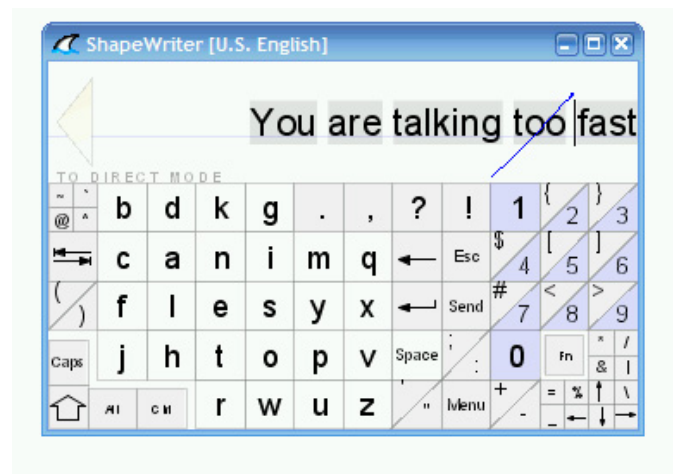 ShapeWriter [U.S. English]
You are talking too fast
TO DIRECT MODE
~ ` b d k g . , ? ! 1 { 2 } 3
@ ^
c a n i m q Esc $ 4 [ 5 ] 6
( ) f l e s y x Send # 7 < 8 > 9
Caps j h t o p v Space ; : 0 Fn * /
& |
Alt Ctrl r w u z ' " Menu + - = % \
_